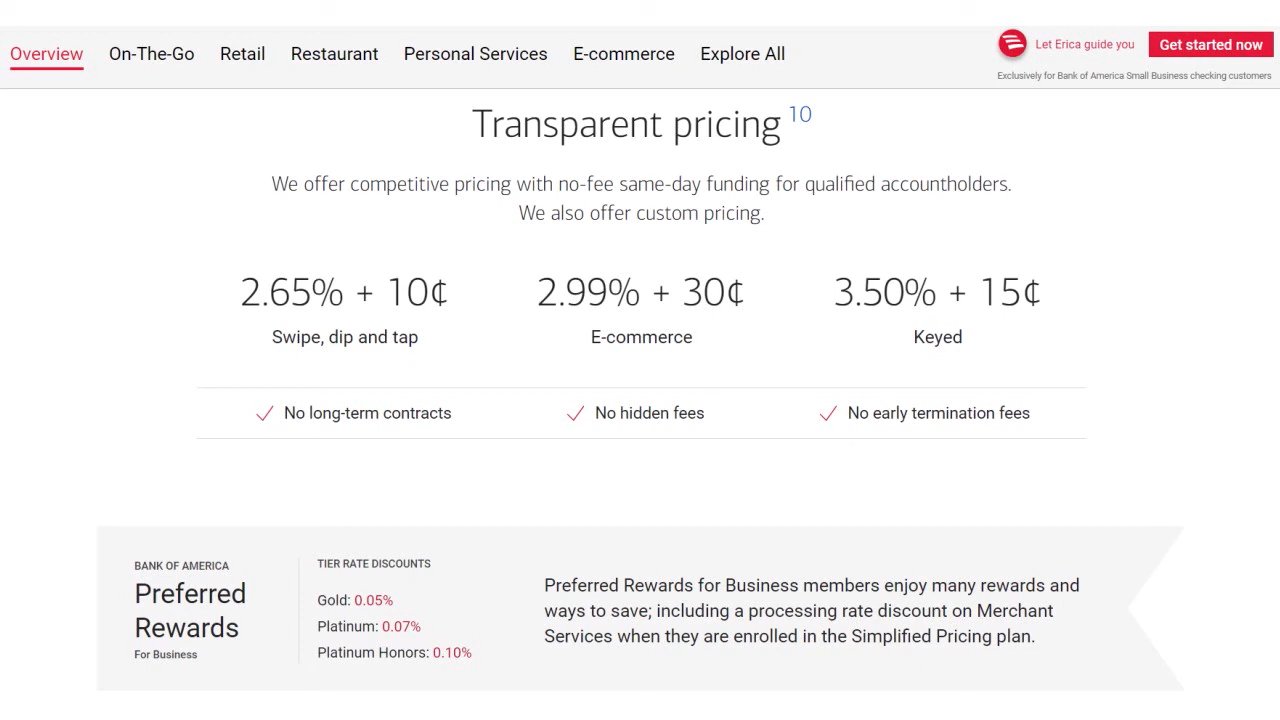 Overview On-The-Go Retail Restaurant Personal Services E-commerce Explore All
Let Erica guide you
Get started now
Exclusively for Bank of America Small Business checking customers
Transparent pricing 10
We offer competitive pricing with no-fee same-day funding for qualified accountholders.
We also offer custom pricing.
2.65% + 10¢ 2.99% + 30¢ 3.50% + 15¢
Swipe, dip and tap E-commerce Keyed
No long-term contracts No hidden fees No early termination fees
BANK OF AMERICA
Preferred
Rewards
For Business
TIER RATE DISCOUNTS
Gold: 0.05%
Platinum: 0.07%
Platinum Honors: 0.10%
Preferred Rewards for Business members enjoy many rewards and
ways to save; including a processing rate discount on Merchant
Services when they are enrolled in the Simplified Pricing plan.